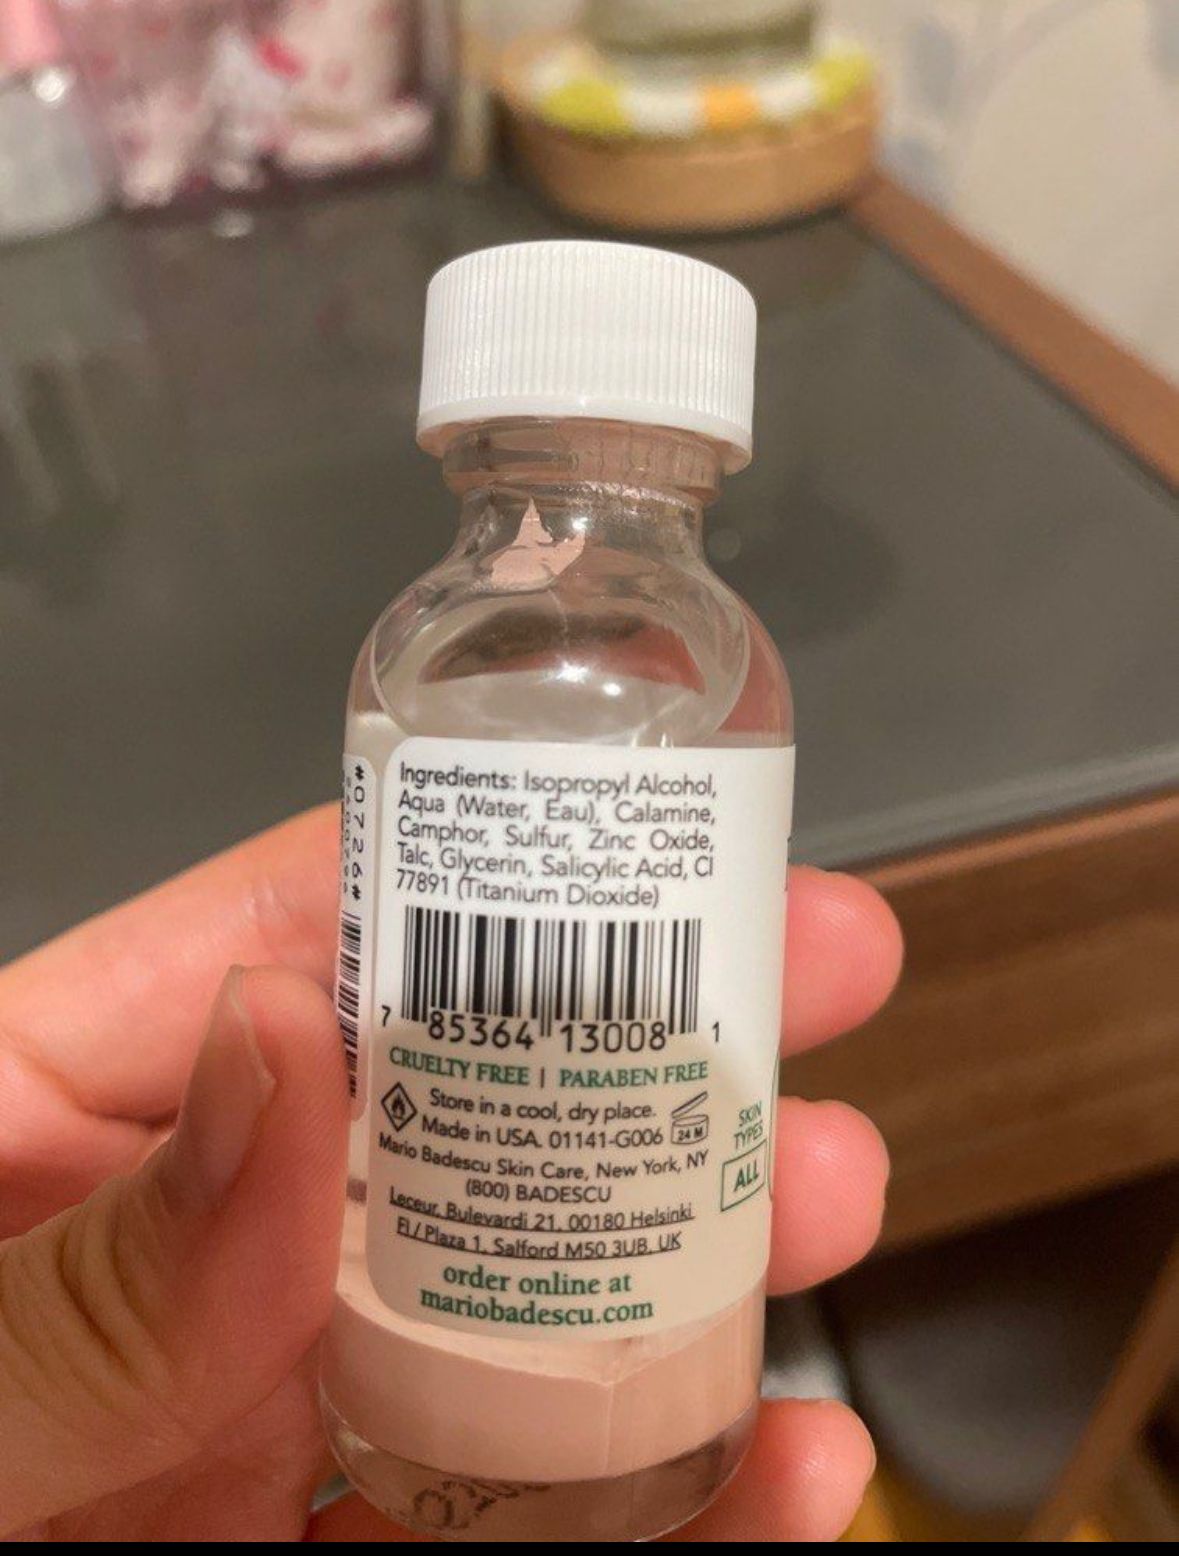 Ingredients: Isopropyl Alcohol,
Aqua (Water, Eau), Calamine,
Camphor, Sulfur, Zinc Oxide,
Talc, Glycerin, Salicylic Acid, CI
77891 (Titanium Dioxide)
7 85364 13008 1
CRUELTY FREE | PARABEN FREE
Store in a cool, dry place.
Made in USA. 01141-G006 24 M
Mario Badescu Skin Care, New York, NY
(800) BADESCU
Leceur, Bulevardi 21, 00180 Helsinki
FI / Plaza 1, Salford M50 3UB, UK
order online at
mariobadescu.com
SKIN
TYPES
ALL
*0726*